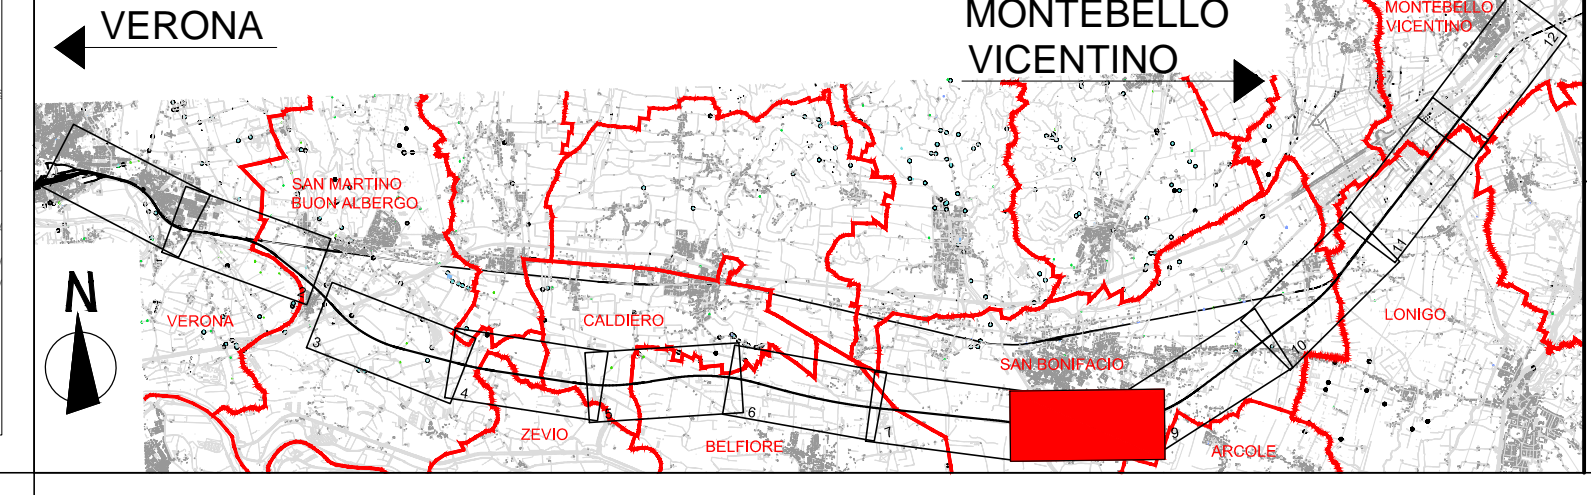 VERONA
MONTEBELLO
VICENTINO
MONTEBELLO
VICENTINO
12
SAN MARTINO
BUON ALBERGO
1
2
N
VERONA
3
CALDIERO
LONIGO
11
10
SAN BONIFACIO
4
5
6
7
9
ZEVIO
BELFIORE
ARCOLE